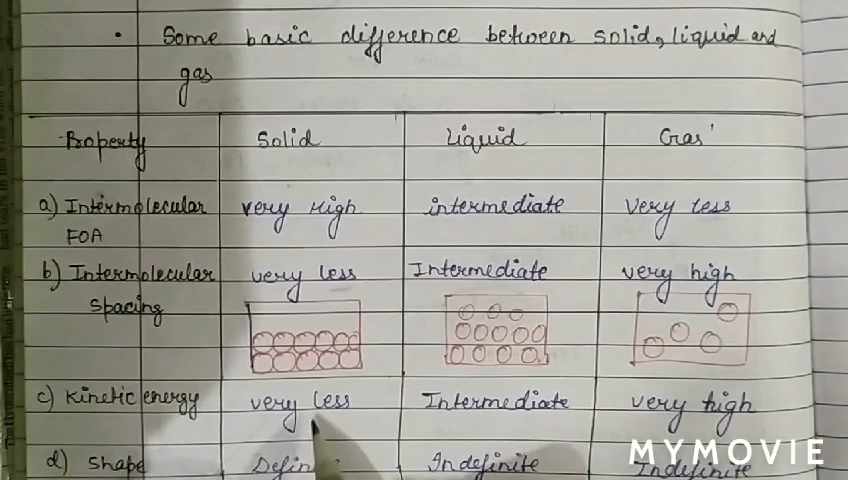 • Some basic difference between solid, liquid and
gas
Property Solid Liquid Gas
a) Intermolecular very High intermediate very less
FOA
b) Intermolecular very less Intermediate very high
spacing
c) Kinetic energy very less Intermediate very high
d) Shape Indefinite Indefinite
MYMOVIE